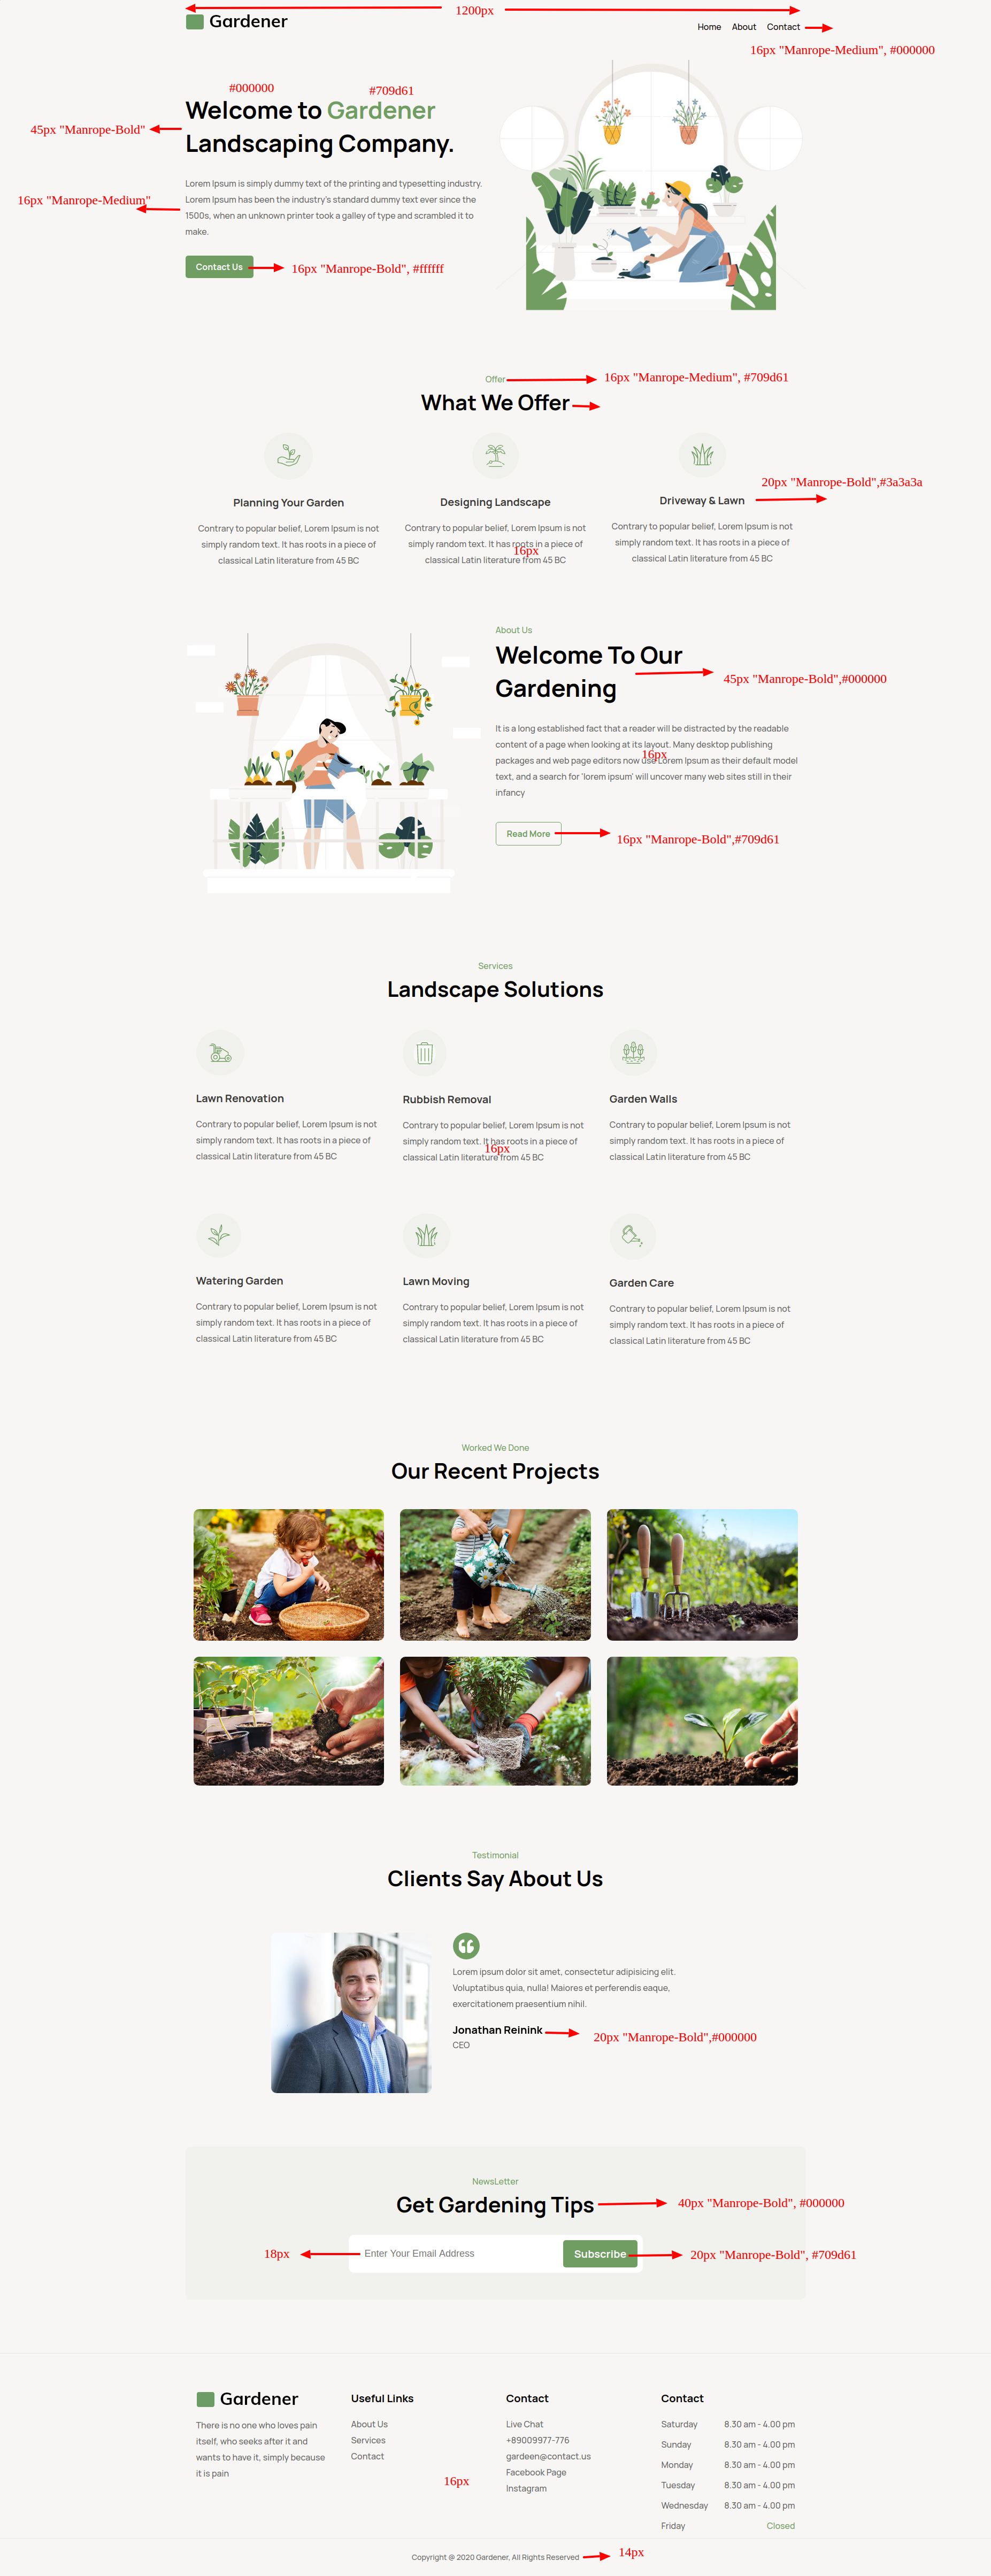 1200px
Gardener
Home About Contact
16px "Manrope-Medium", #000000
#000000 #709d61
Welcome to Gardener
Landscaping Company.
45px "Manrope-Bold"
Lorem Ipsum is simply dummy text of the printing and typesetting industry.
Lorem Ipsum has been the industry's standard dummy text ever since the
1500s, when an unknown printer took a galley of type and scrambled it to
make.
16px "Manrope-Medium"
Contact Us
16px "Manrope-Bold", #ffffff
Offer
16px "Manrope-Medium", #709d61
What We Offer
Planning Your Garden
Contrary to popular belief, Lorem Ipsum is not
simply random text. It has roots in a piece of
classical Latin literature from 45 BC
Designing Landscape
Contrary to popular belief, Lorem Ipsum is not
simply random text. It has roots in a piece of
classical Latin literature from 45 BC
16px
Driveway & Lawn
20px "Manrope-Bold",#3a3a3a
Contrary to popular belief, Lorem Ipsum is not
simply random text. It has roots in a piece of
classical Latin literature from 45 BC
About Us
Welcome To Our
Gardening
45px "Manrope-Bold",#000000
It is a long established fact that a reader will be distracted by the readable
content of a page when looking at its layout. Many desktop publishing
packages and web page editors now use Lorem Ipsum as their default model
text, and a search for 'lorem ipsum' will uncover many web sites still in their
infancy
16px
Read More
16px "Manrope-Bold",#709d61
Services
Landscape Solutions
Lawn Renovation
Contrary to popular belief, Lorem Ipsum is not
simply random text. It has roots in a piece of
classical Latin literature from 45 BC
Rubbish Removal
Contrary to popular belief, Lorem Ipsum is not
simply random text. It has roots in a piece of
classical Latin literature from 45 BC
16px
Garden Walls
Contrary to popular belief, Lorem Ipsum is not
simply random text. It has roots in a piece of
classical Latin literature from 45 BC
Watering Garden
Contrary to popular belief, Lorem Ipsum is not
simply random text. It has roots in a piece of
classical Latin literature from 45 BC
Lawn Moving
Contrary to popular belief, Lorem Ipsum is not
simply random text. It has roots in a piece of
classical Latin literature from 45 BC
Garden Care
Contrary to popular belief, Lorem Ipsum is not
simply random text. It has roots in a piece of
classical Latin literature from 45 BC
Worked We Done
Our Recent Projects
Testimonial
Clients Say About Us
Lorem ipsum dolor sit amet, consectetur adipisicing elit.
Voluptatibus quia, nulla! Maiores et perferendis eaque,
exercitationem praesentium nihil.
Jonathan Reinink
20px "Manrope-Bold",#000000
CEO
NewsLetter
Get Gardening Tips
40px "Manrope-Bold", #000000
18px
Enter Your Email Address
Subscribe
20px "Manrope-Bold", #709d61
Gardener
There is no one who loves pain
itself, who seeks after it and
wants to have it, simply because
it is pain
Useful Links
About Us
Services
Contact
16px
Contact
Live Chat
+89009977-776
gardeen@contact.us
Facebook Page
Instagram
Contact
Saturday 8.30 am - 4.00 pm
Sunday 8.30 am - 4.00 pm
Monday 8.30 am - 4.00 pm
Tuesday 8.30 am - 4.00 pm
Wednesday 8.30 am - 4.00 pm
Friday Closed
Copyright @ 2020 Gardener, All Rights Reserved
14px